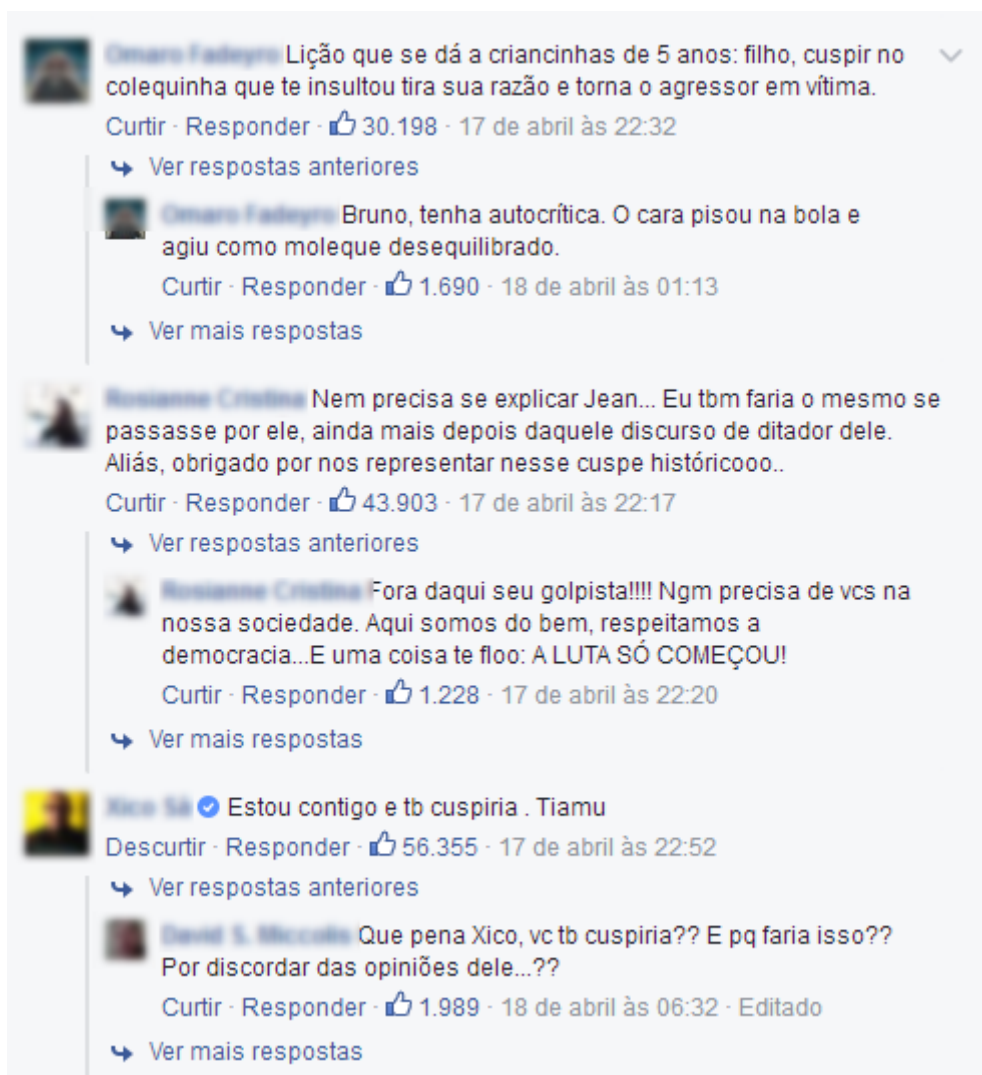 Lição que se dá a criancinhas de 5 anos: filho, cuspir no
colequinha que te insultou tira sua razão e torna o agressor em vítima.
Curtir · Responder · 30.198 · 17 de abril às 22:32
Ver respostas anteriores
Bruno, tenha autocrítica. O cara pisou na bola e
agiu como moleque desequilibrado.
Curtir · Responder · 1.690 · 18 de abril às 01:13
Ver mais respostas
Nem precisa se explicar Jean... Eu tbm faria o mesmo se
passasse por ele, ainda mais depois daquele discurso de ditador dele.
Aliás, obrigado por nos representar nesse cuspe históricooo..
Curtir · Responder · 43.903 · 17 de abril às 22:17
Ver respostas anteriores
Fora daqui seu golpista!!!! Ngm precisa de vcs na
nossa sociedade. Aqui somos do bem, respeitamos a
democracia...E uma coisa te floo: A LUTA SÓ COMEÇOU!
Curtir · Responder · 1.228 · 17 de abril às 22:20
Ver mais respostas
Estou contigo e tb cuspiria . Tiamu
Descurtir · Responder · 56.355 · 17 de abril às 22:52
Ver respostas anteriores
Que pena Xico, vc tb cuspiria?? E pq faria isso??
Por discordar das opiniões dele...??
Curtir · Responder · 1.989 · 18 de abril às 06:32 · Editado
Ver mais respostas